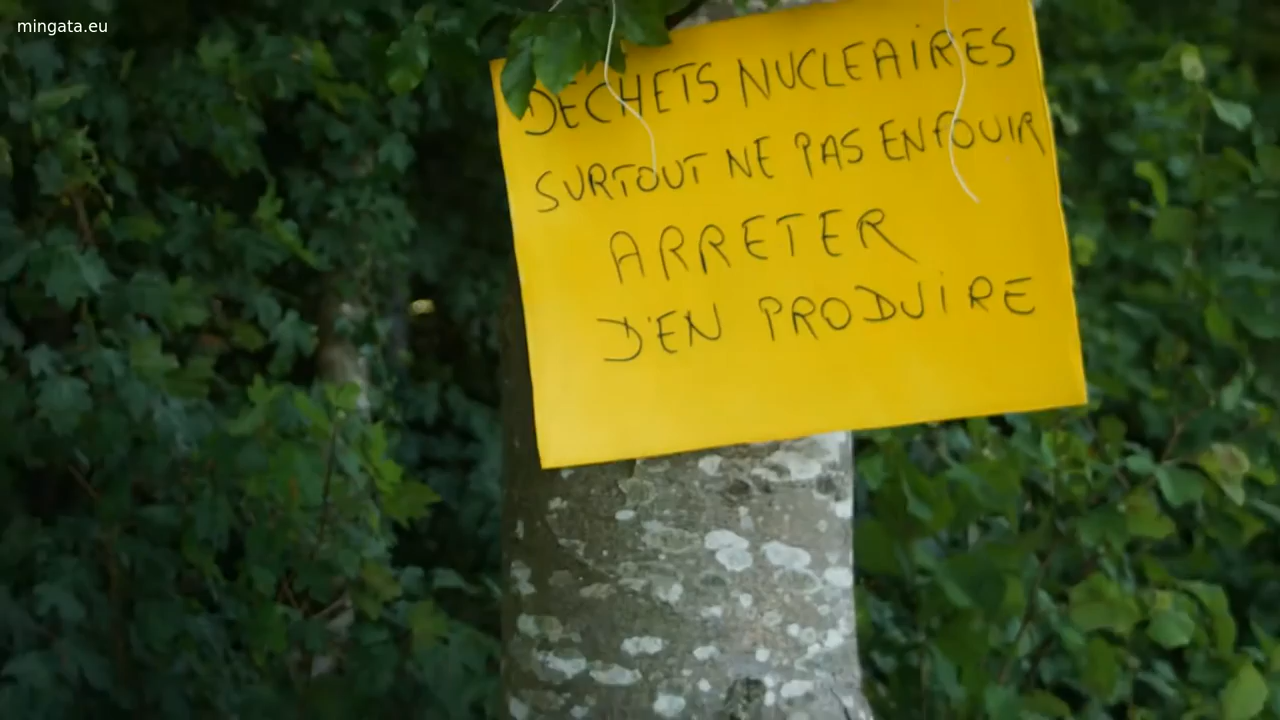 mingata.eu
DECHETS NUCLEAIRES
SURTOUT NE PAS ENFOUIR
ARRETER
D'EN PRODUIRE